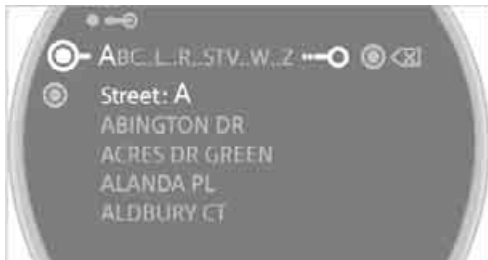 ABC..L..R..STV..W..Z
Street: A
ABINGTON DR
ACRES DR GREEN
ALANDA PL
ALDBURY CT